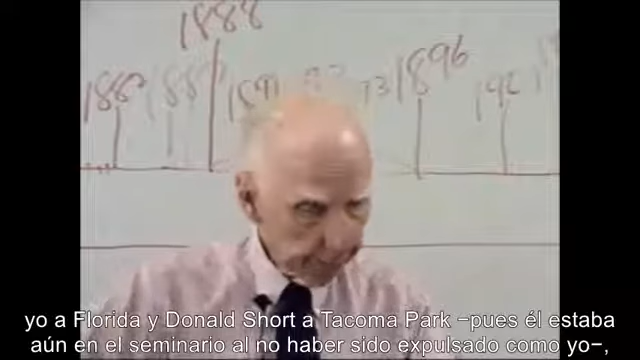 1888
1896
yo a Florida y Donald Short a Tacoma Park −pues él estaba
aún en el seminario al no haber sido expulsado como yo−,